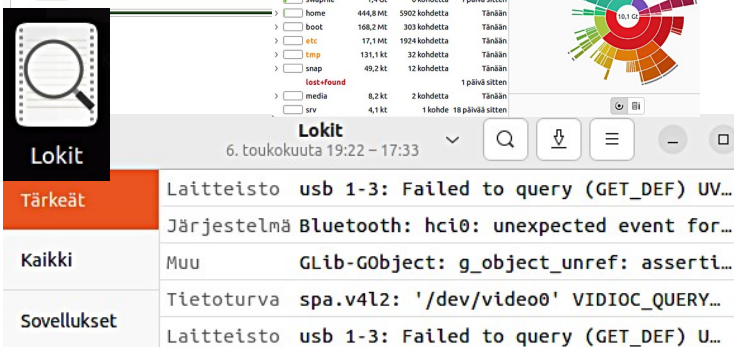 home 444,8 Mt 5902 kohdetta Tänään
boot 168,2 Mt 303 kohdetta Tänään
etc 17,1 Mt 1924 kohdetta Tänään
tmp 131,1 kt 32 kohdetta Tänään
snap 49,2 kt 12 kohdetta Tänään
lost+found 1 päivä sitten
media 8,2 kt 2 kohdetta Tänään
srv 4,1 kt 1 kohde 18 päivää sitten
10,1 Gt
Lokit
Lokit
6. toukokuuta 19:22 – 17:33
Tärkeät
Kaikki
Sovellukset
Laitteisto usb 1-3: Failed to query (GET_DEF) UV…
Järjestelmä Bluetooth: hci0: unexpected event for…
Muu GLib-GObject: g_object_unref: asserti…
Tietoturva spa.v4l2: '/dev/video0' VIDIOC_QUERY…
Laitteisto usb 1-3: Failed to query (GET_DEF) U…